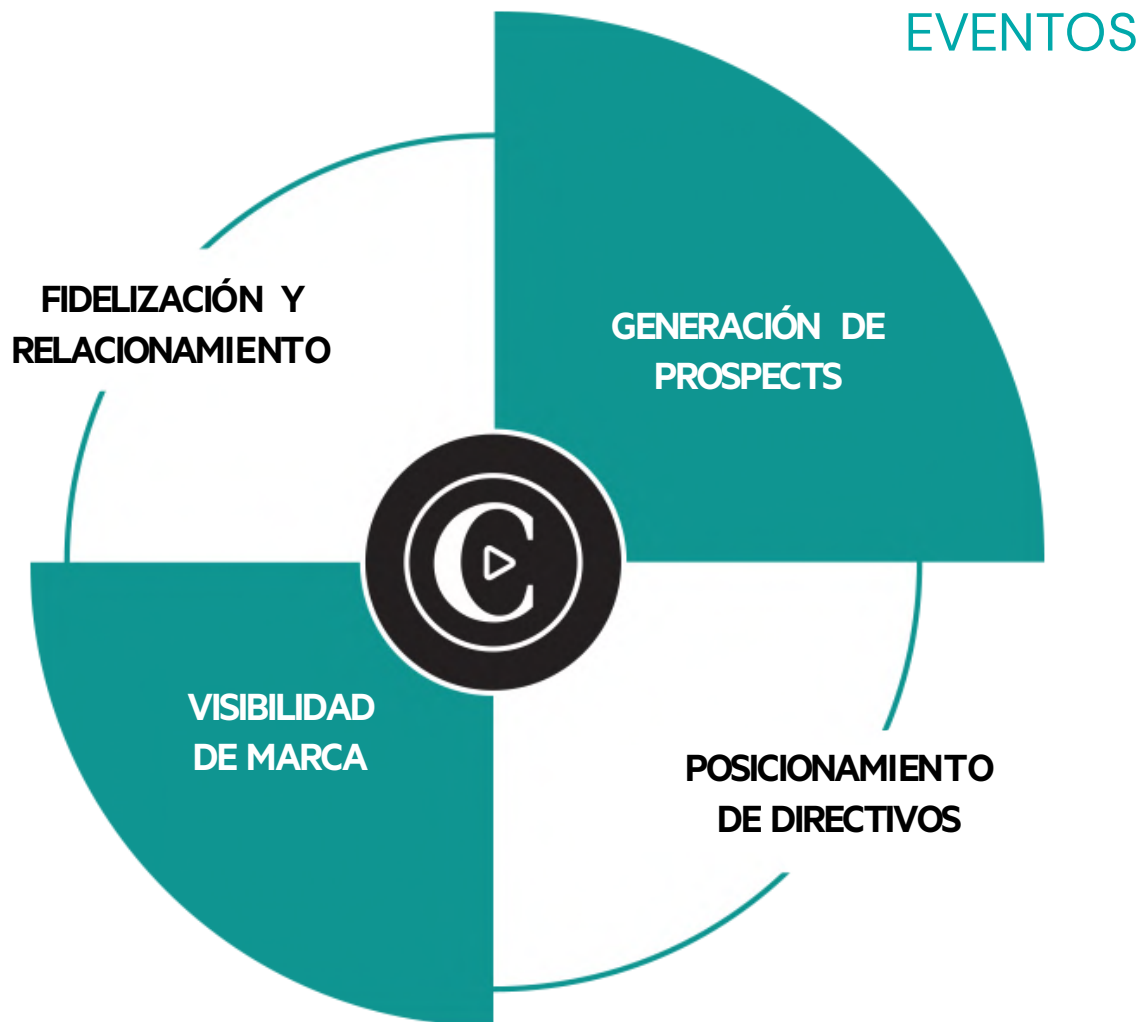 EVENTOS
FIDELIZACIÓN Y
RELACIONAMIENTO
GENERACIÓN DE
PROSPECTS
C
VISIBILIDAD
DE MARCA
POSICIONAMIENTO
DE DIRECTIVOS